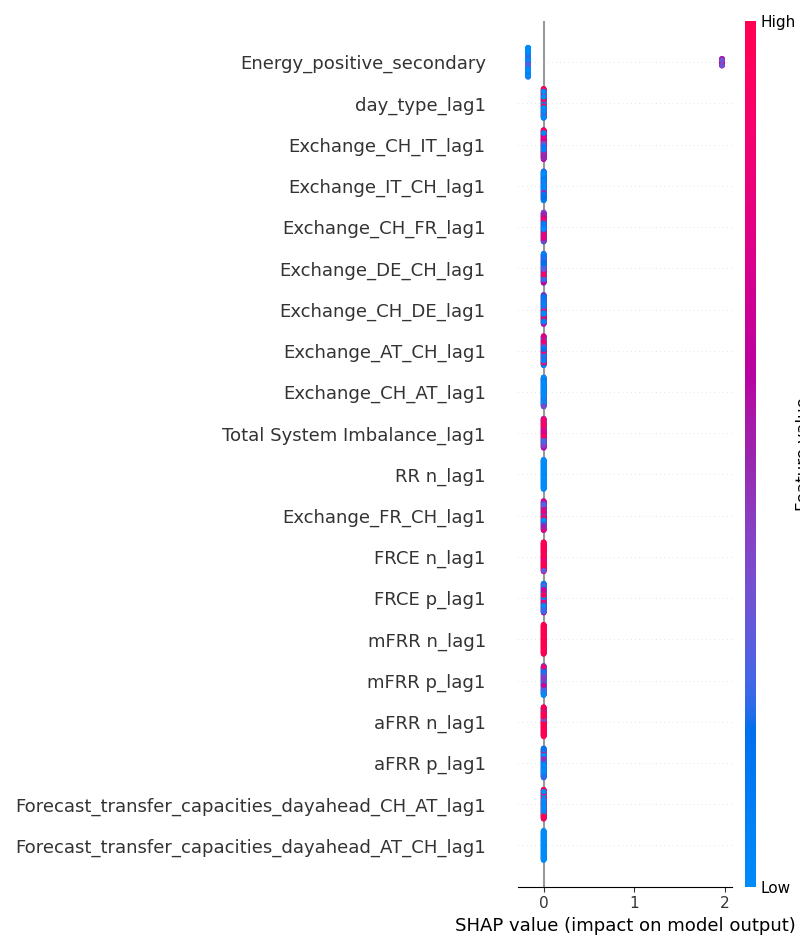 High
Energy_positive_secondary
day_type_lag1
Exchange_CH_IT_lag1
Exchange_IT_CH_lag1
Exchange_CH_FR_lag1
Exchange_DE_CH_lag1
Exchange_CH_DE_lag1
Exchange_AT_CH_lag1
Exchange_CH_AT_lag1
Total System Imbalance_lag1
RR n_lag1
Exchange_FR_CH_lag1
FRCE n_lag1
FRCE p_lag1
mFRR n_lag1
mFRR p_lag1
aFRR n_lag1
aFRR p_lag1
Forecast_transfer_capacities_dayahead_CH_AT_lag1
Forecast_transfer_capacities_dayahead_AT_CH_lag1
Low
0 1 2
SHAP value (impact on model output)